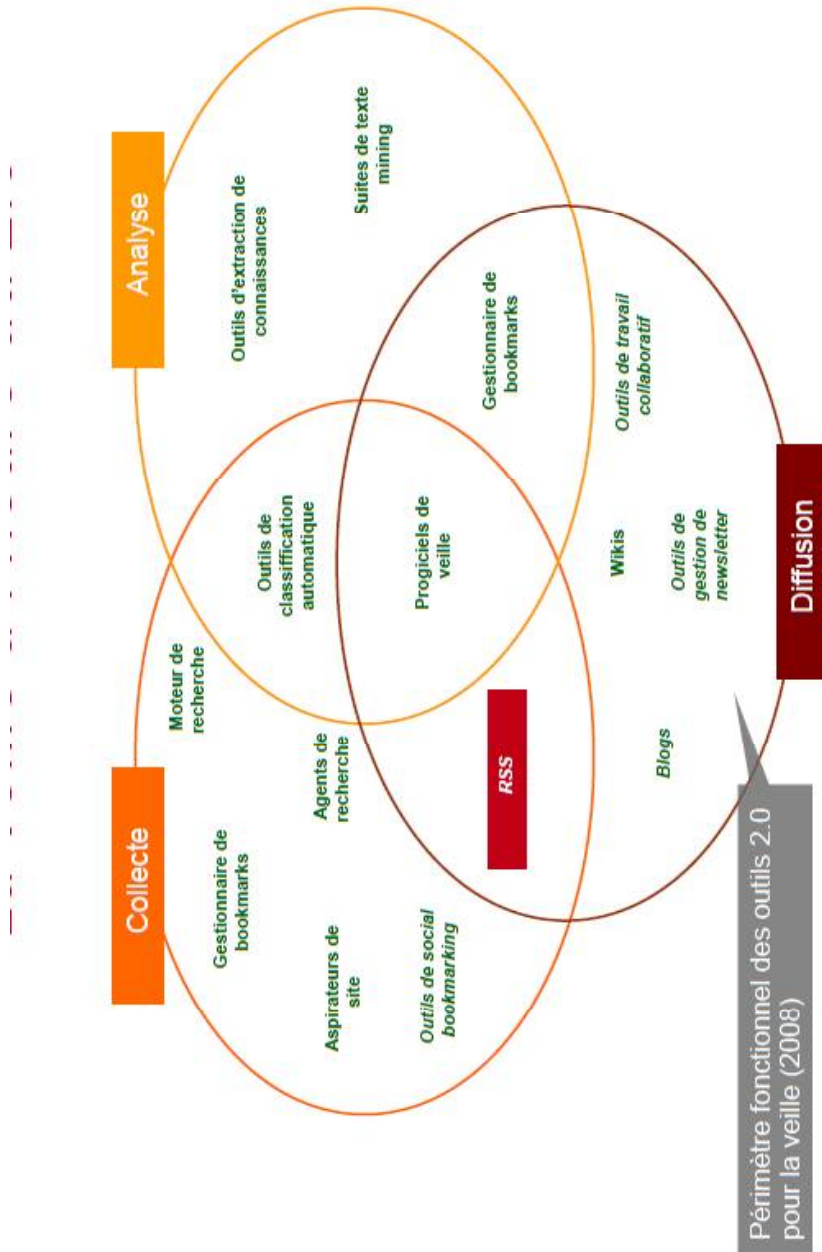 Collecte
Analyse
Moteur de
recherche
Gestionnaire de
bookmarks
Outils d'extraction de
connaissances
Outils de
classiffication
automatique
Agents de
recherche
Aspirateurs de
site
Suites de texte
mining
Outils de social
bookmarking
Progiciels de
veille
Gestionnaire de
bookmarks
RSS
Wikis
Outils de travail
collaboratif
Blogs
Outils de
gestion de
newsletter
Diffusion
Périmètre fonctionnel des outils 2.0
pour la veille (2008)